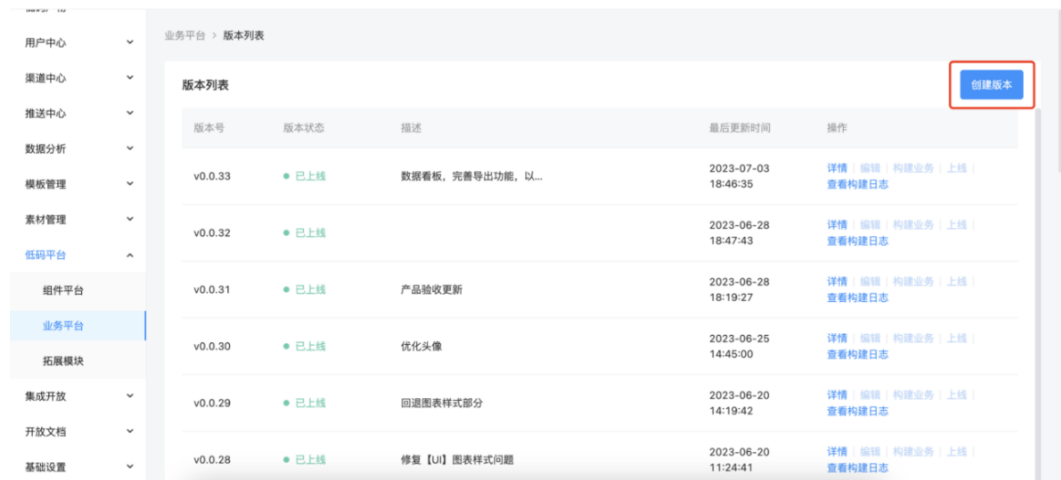 用户中心
渠道中心
推送中心
数据分析
模板管理
素材管理
低码平台
组件平台
业务平台
拓展模块
集成开放
开放文档
基础设置
业务平台 > 版本列表
版本列表
创建版本
版本号 版本状态 描述 最后更新时间 操作
v0.0.33 已上线 数据看板，完善导出功能，以... 2023-07-03 详情 编辑 构建业务 上线
18:46:35 查看构建日志
v0.0.32 已上线 2023-06-28 详情 编辑 构建业务 上线
18:47:43 查看构建日志
v0.0.31 已上线 产品验收更新 2023-06-28 详情 编辑 构建业务 上线
18:19:27 查看构建日志
v0.0.30 已上线 优化头像 2023-06-25 详情 编辑 构建业务 上线
14:45:00 查看构建日志
v0.0.29 已上线 回退图表样式部分 2023-06-20 详情 编辑 构建业务 上线
14:19:42 查看构建日志
v0.0.28 已上线 修复【UI】图表样式问题 2023-06-20 详情 编辑 构建业务 上线
11:24:41 查看构建日志